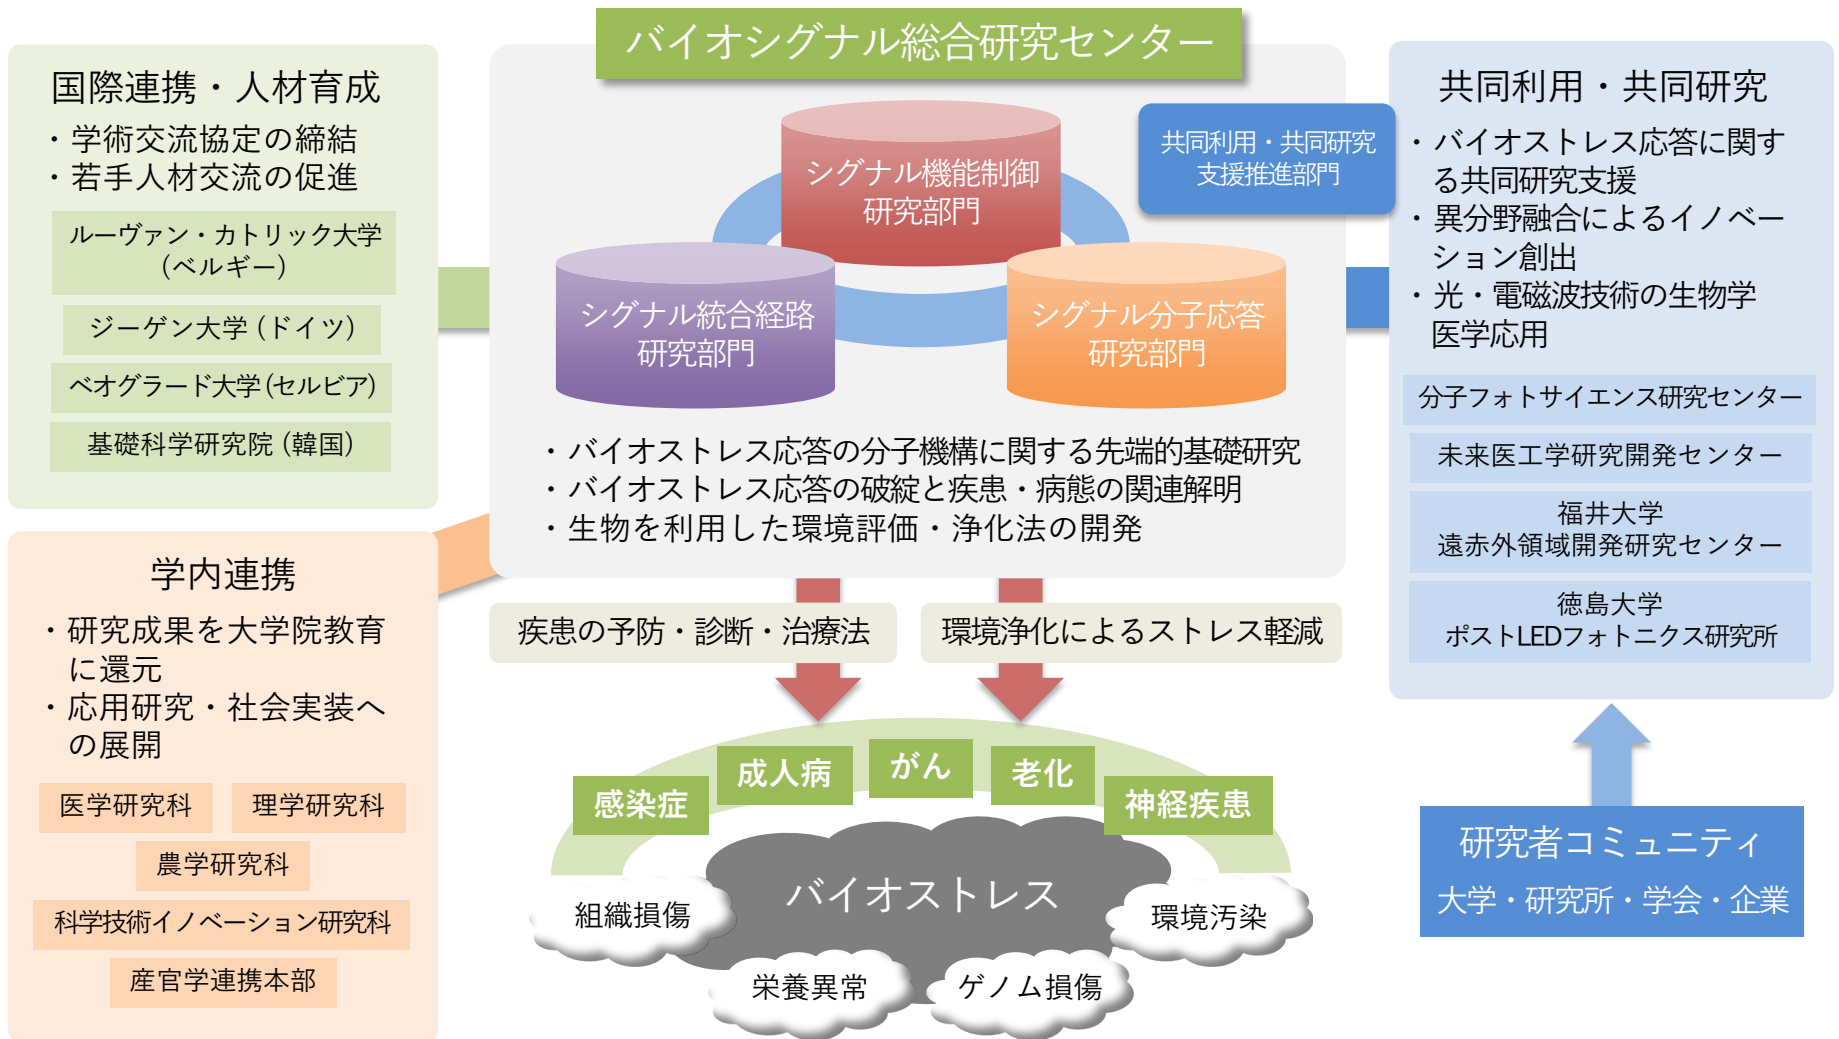 バイオシグナル総合研究センター
国際連携・人材育成
・学術交流協定の締結
・若手人材交流の促進
ルーヴァン・カトリック大学
(ベルギー)
ジーゲン大学 (ドイツ)
ベオグラード大学 (セルビア)
基礎科学研究院 (韓国)
学内連携
・研究成果を大学院教育
に還元
・応用研究・社会実装へ
の展開
医学研究科
理学研究科
農学研究科
科学技術イノベーション研究科
産官学連携本部
シグナル機能制御
研究部門
シグナル統合経路
研究部門
シグナル分子応答
研究部門
共同利用・共同研究
支援推進部門
・バイオストレス応答の分子機構に関する先端的基礎研究
・バイオストレス応答の破綻と疾患・病態の関連解明
・生物を利用した環境評価・浄化法の開発
疾患の予防・診断・治療法
環境浄化によるストレス軽減
感染症
成人病
がん
老化
神経疾患
バイオストレス
組織損傷
栄養異常
ゲノム損傷
環境汚染
共同利用・共同研究
・バイオストレス応答に関す
る共同研究支援
・異分野融合によるイノベー
ション創出
・光・電磁波技術の生物学
医学応用
分子フォトサイエンス研究センター
未来医工学研究開発センター
福井大学
遠赤外領域開発研究センター
徳島大学
ポストLEDフォトニクス研究所
研究者コミュニティ
大学・研究所・学会・企業